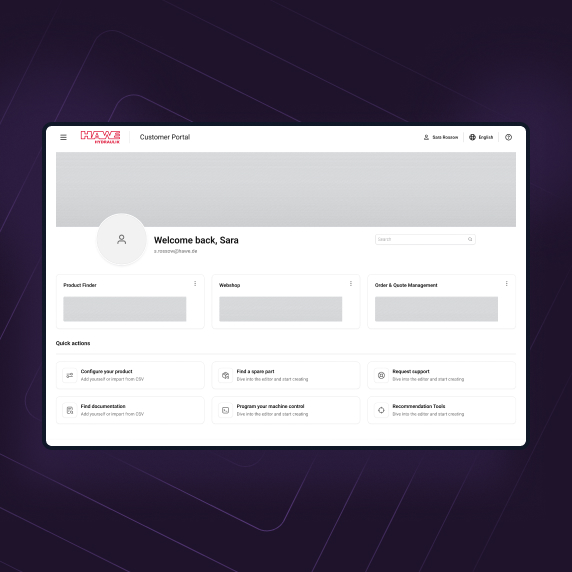 HAWE
HYDRAULIK
Customer Portal
Sara Rossow
English
Welcome back, Sara
s.rossow@hawe.de
Search
Product Finder
Webshop
Order & Quote Management
Quick actions
Configure your product
Add yourself or import from CSV
Find a spare part
Dive into the editor and start creating
Request support
Dive into the editor and start creating
Find documentation
Add yourself or import from CSV
Program your machine control
Dive into the editor and start creating
Recommendation Tools
Dive into the editor and start creating